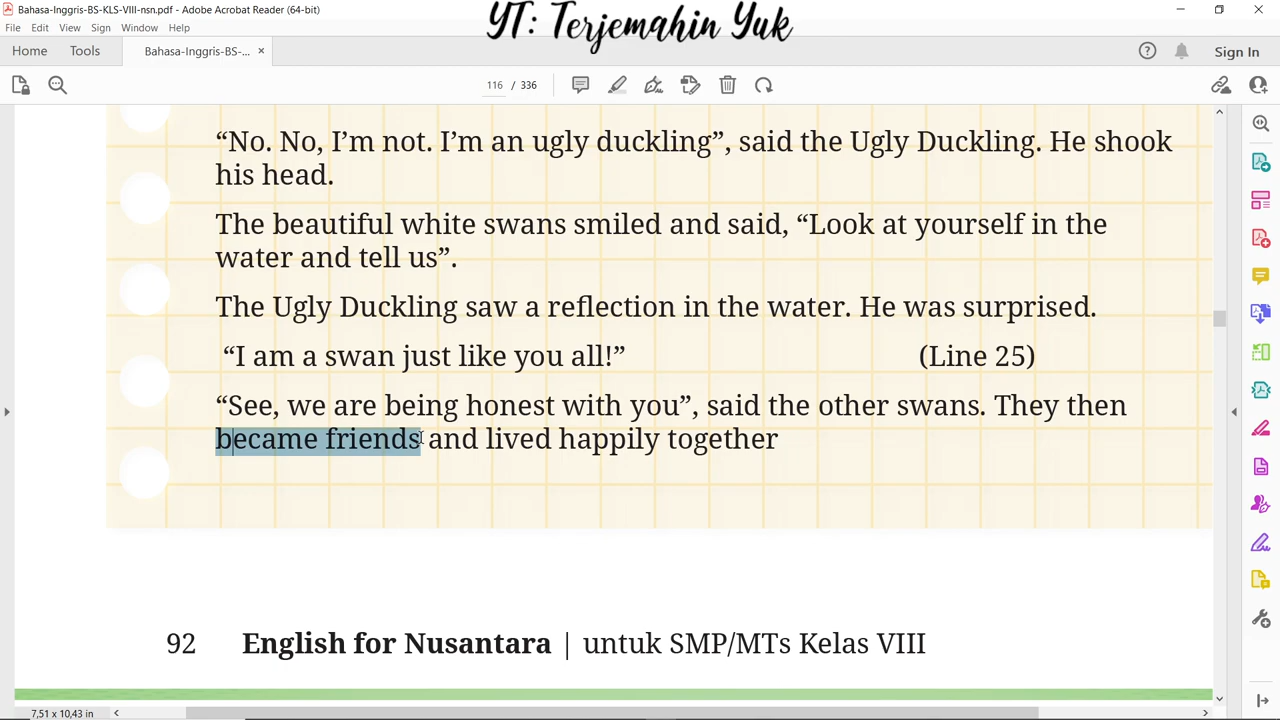 Bahasa-Inggris-BS-KLS-VIII-nsn.pdf - Adobe Acrobat Reader (64-bit)
YT: Terjemahin Yuk
File Edit View Sign Window Help
Home Tools Bahasa-Inggris-BS-... × Sign In
116 / 336
“No. No, I’m not. I’m an ugly duckling”, said the Ugly Duckling. He shook
his head.
The beautiful white swans smiled and said, “Look at yourself in the
water and tell us”.
The Ugly Duckling saw a reflection in the water. He was surprised.
“I am a swan just like you all!” (Line 25)
“See, we are being honest with you”, said the other swans. They then
became friends and lived happily together
92 English for Nusantara | untuk SMP/MTs Kelas VIII
7,51 x 10,43 in